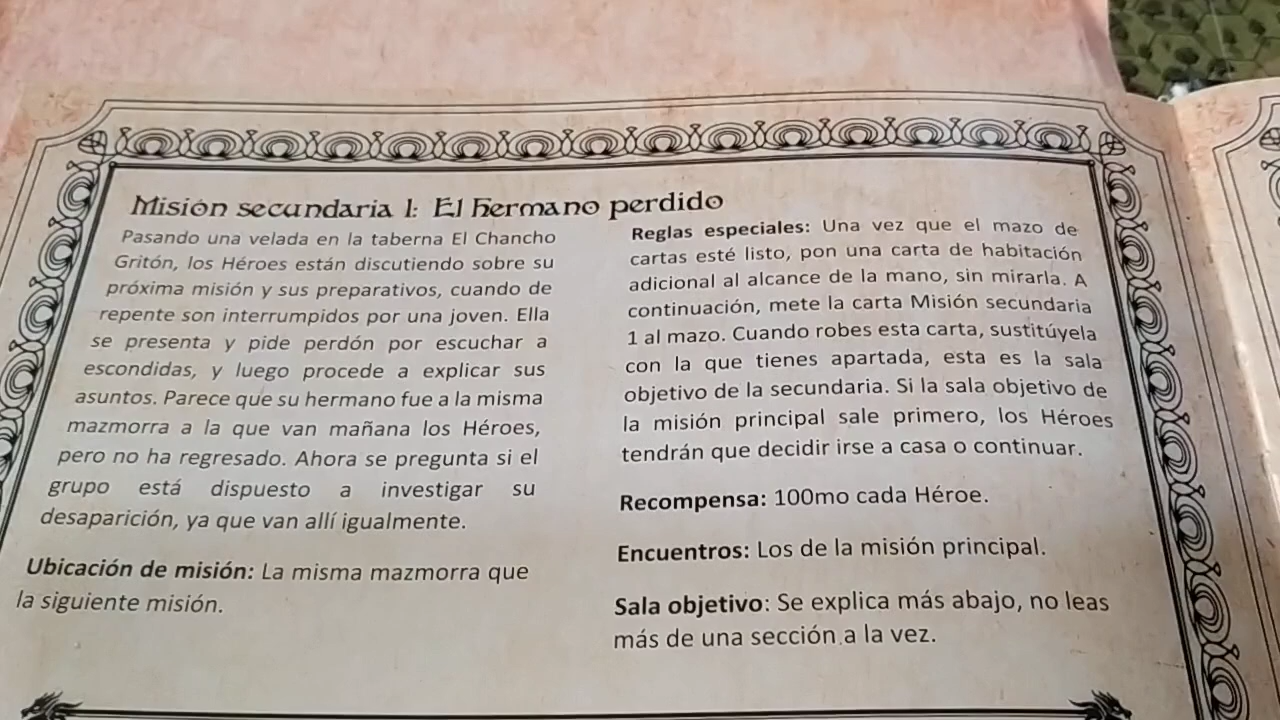 Misión secundaria 1: El hermano perdido
Pasando una velada en la taberna El Chancho
Gritón, los Héroes están discutiendo sobre su
próxima misión y sus preparativos, cuando de
repente son interrumpidos por una joven. Ella
se presenta y pide perdón por escuchar a
escondidas, y luego procede a explicar sus
asuntos. Parece que su hermano fue a la misma
mazmorra a la que van mañana los Héroes,
pero no ha regresado. Ahora se pregunta si el
grupo está dispuesto a investigar su
desaparición, ya que van allí igualmente.
Ubicación de misión: La misma mazmorra que
la siguiente misión.
Reglas especiales: Una vez que el mazo de
cartas esté listo, pon una carta de habitación
adicional al alcance de la mano, sin mirarla. A
continuación, mete la carta Misión secundaria
1 al mazo. Cuando robes esta carta, sustitúyela
con la que tienes apartada, esta es la sala
objetivo de la secundaria. Si la sala objetivo de
la misión principal sale primero, los Héroes
tendrán que decidir irse a casa o continuar.
Recompensa: 100mo cada Héroe.
Encuentros: Los de la misión principal.
Sala objetivo: Se explica más abajo, no leas
más de una sección a la vez.